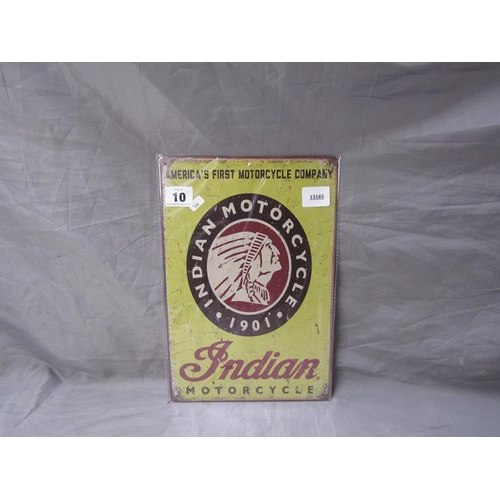 AMERICA'S FIRST MOTORCYCLE COMPANY
10
13165
INDIAN MOTORCYCLE
• 1901 •
Indian
MOTORCYCLE